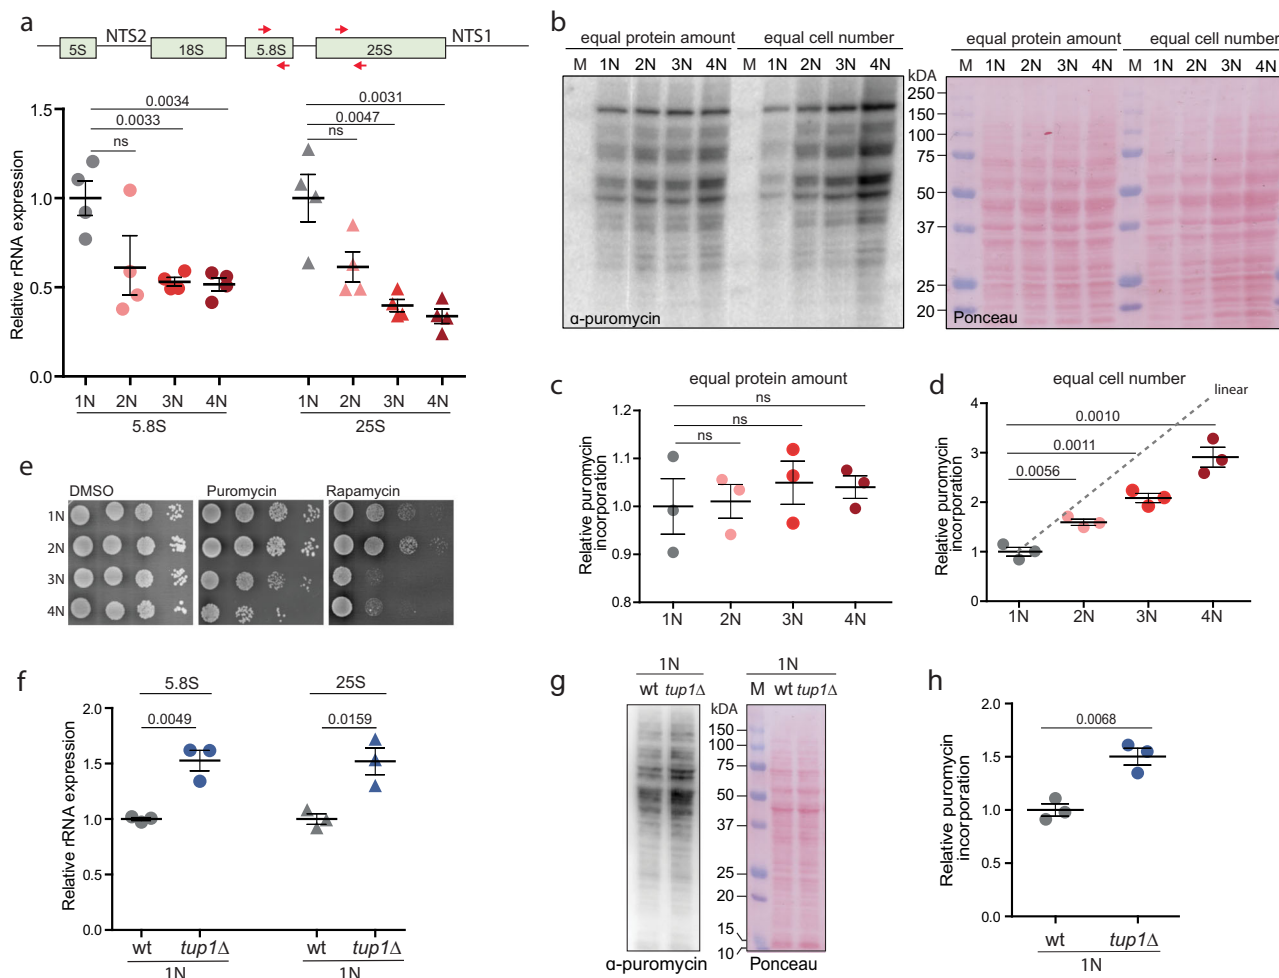 a
5S
NTS2
18S
5.8S
25S
NTS1
Relative rRNA expression
1.5
1.0
0.5
0.0
0.0034
0.0033
ns
0.0031
0.0047
ns
1N 2N 3N 4N 1N 2N 3N 4N
5.8S 25S
b
equal protein amount equal cell number
M 1N 2N 3N 4N M 1N 2N 3N 4N
α-puromycin
equal protein amount equal cell number
kDA M 1N 2N 3N 4N M 1N 2N 3N 4N
250
150
100
75
50
37
25
20
Ponceau
c
equal protein amount
Relative puromycin
incorporation
1.2
1.1
1.0
0.9
0.8
ns
ns
ns
1N 2N 3N 4N
d
equal cell number
linear
Relative puromycin
incorporation
4
3
2
1
0
0.0010
0.0011
0.0056
1N 2N 3N 4N
e
DMSO Puromycin Rapamycin
1N
2N
3N
4N
f
5.8S 25S
0.0049 0.0159
Relative rRNA expression
2.0
1.5
1.0
0.5
0.0
wt tup1Δ wt tup1Δ
1N 1N
g
1N 1N
wt tup1Δ M wt tup1Δ
kDA
150
100
75
50
37
25
20
15
10
α-puromycin Ponceau
h
Relative puromycin
incorporation
2.0
1.5
1.0
0.5
0.0
0.0068
wt tup1Δ
1N